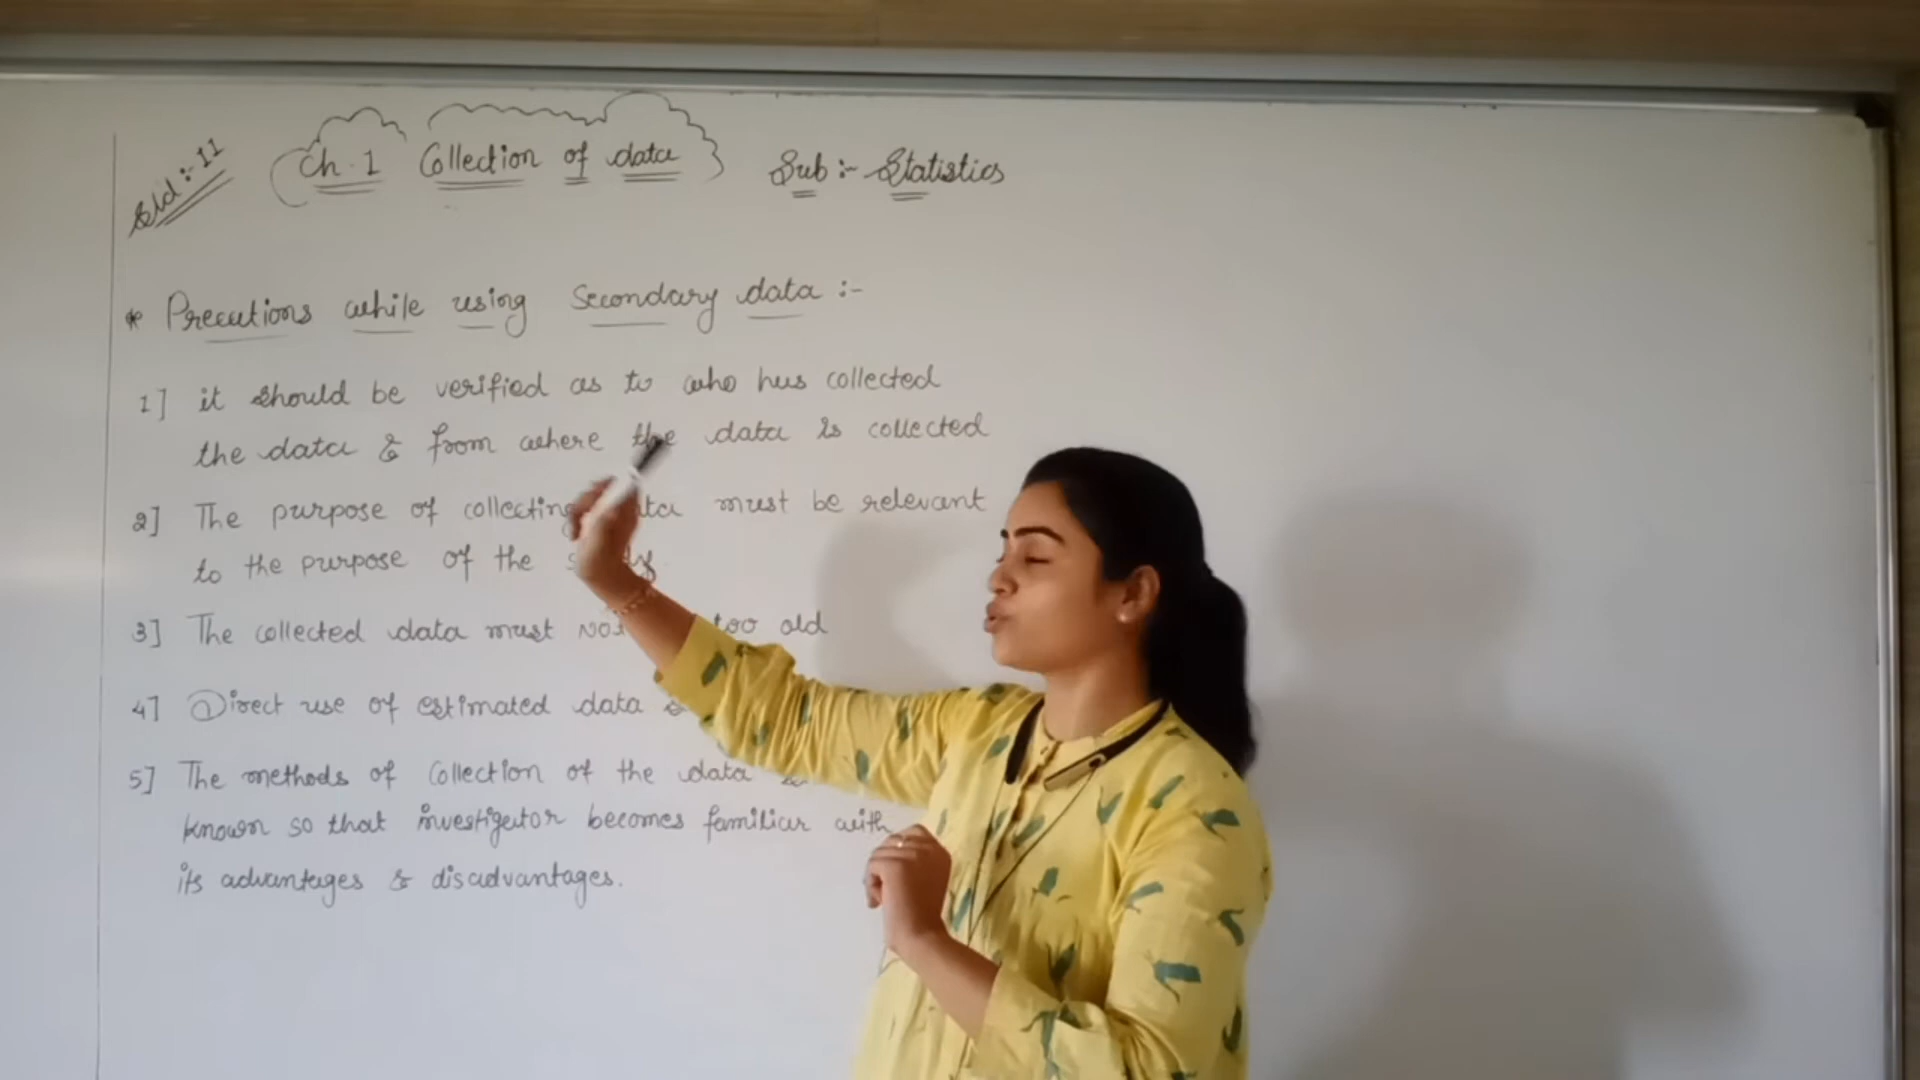 Std :- 11
Ch. 1 Collection of data
Sub :- Statistics
* Precutions while using Secondary data :-
1] it should be verified as to who has collected
the data & from where the data is collected
2] The purpose of collecting must be relevant
to the purpose of the
3] The collected data must too old
4] Direct use of estimated data
5] The methods of Collection of the data
known so that investigator becomes familiar with
its advantages & disadvantages.